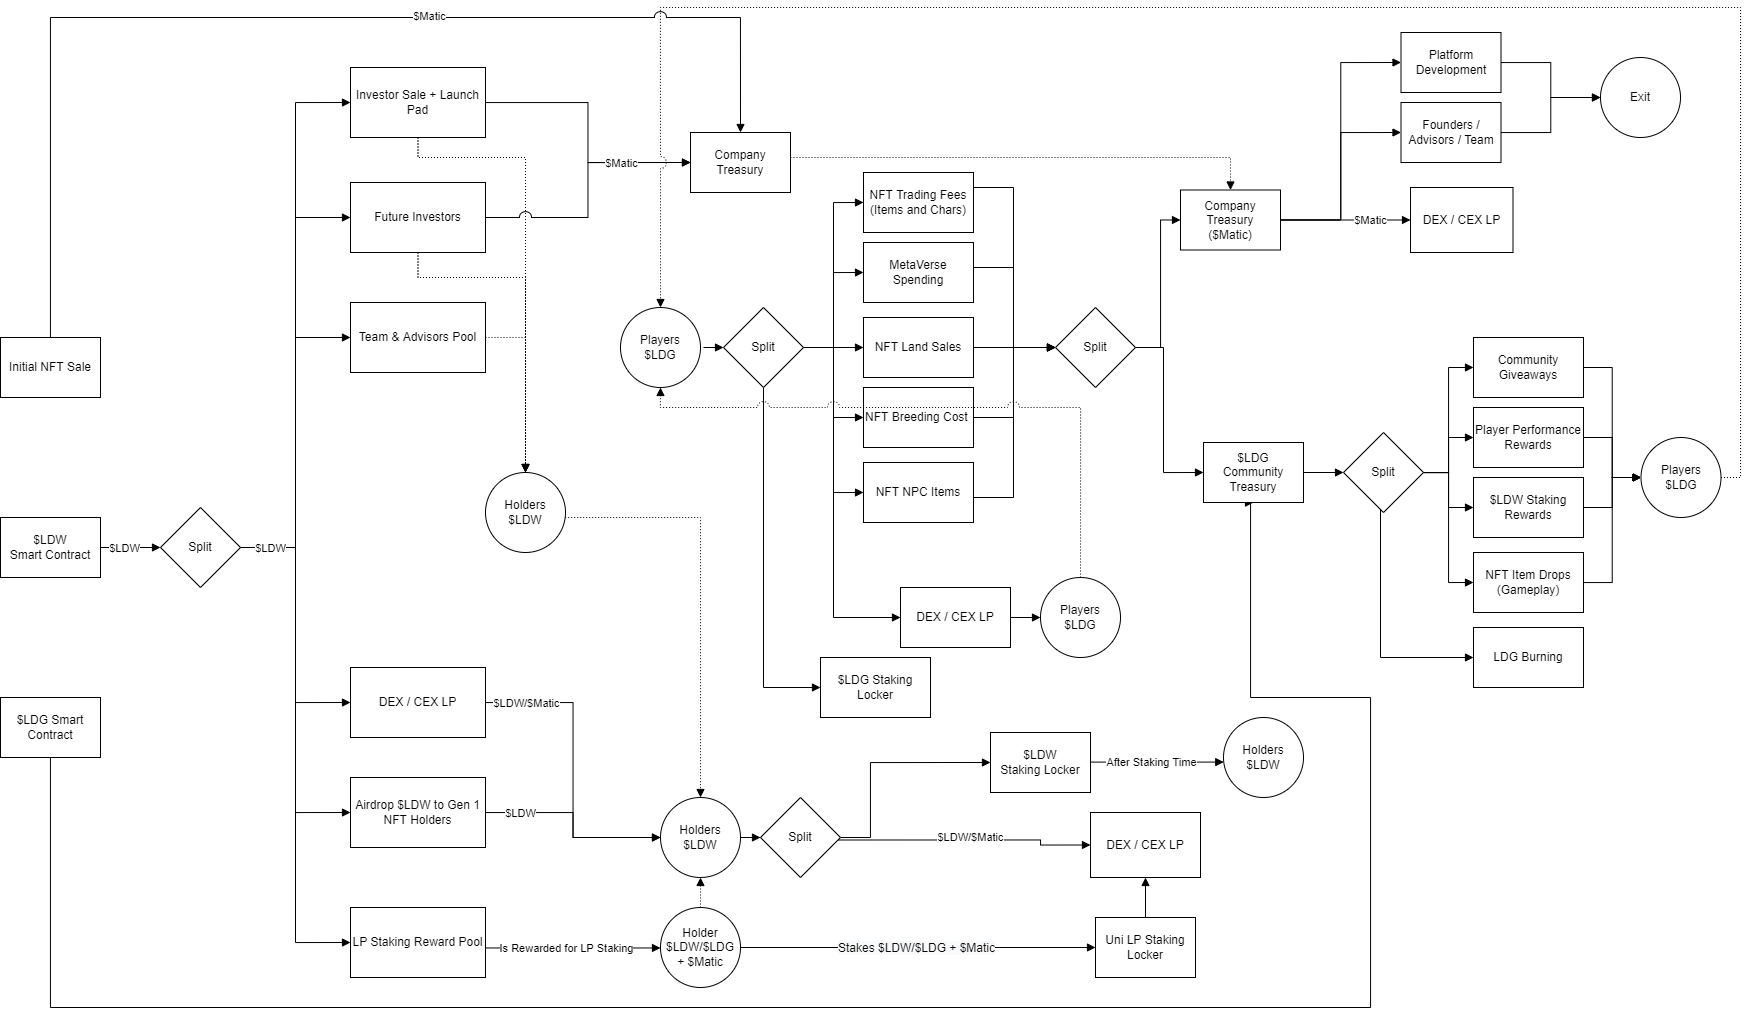 $Matic
Platform
Development
Exit
Investor Sale + Launch
Pad
Founders /
Advisors / Team
Company
Treasury
$Matic
NFT Trading Fees
(Items and Chars)
Future Investors
Company
Treasury
($Matic)
$Matic
DEX / CEX LP
MetaVerse
Spending
Initial NFT Sale
Team & Advisors Pool
Players
$LDG
Split
NFT Land Sales
Split
Community
Giveaways
NFT Breeding Cost
Player Performance
Rewards
$LDG
Community
Treasury
Split
Players
$LDG
NFT NPC Items
$LDW Staking
Rewards
Holders
$LDW
$LDW
Smart Contract
$LDW
Split
$LDW
NFT Item Drops
(Gameplay)
DEX / CEX LP
Players
$LDG
LDG Burning
$LDG Staking
Locker
$LDG Smart
Contract
DEX / CEX LP
$LDW/$Matic
$LDW
Staking Locker
After Staking Time
Holders
$LDW
Airdrop $LDW to Gen 1
NFT Holders
$LDW
Holders
$LDW
Split
$LDW/$Matic
DEX / CEX LP
LP Staking Reward Pool
Is Rewarded for LP Staking
Holder
$LDW/$LDG
+ $Matic
Stakes $LDW/$LDG + $Matic
Uni LP Staking
Locker